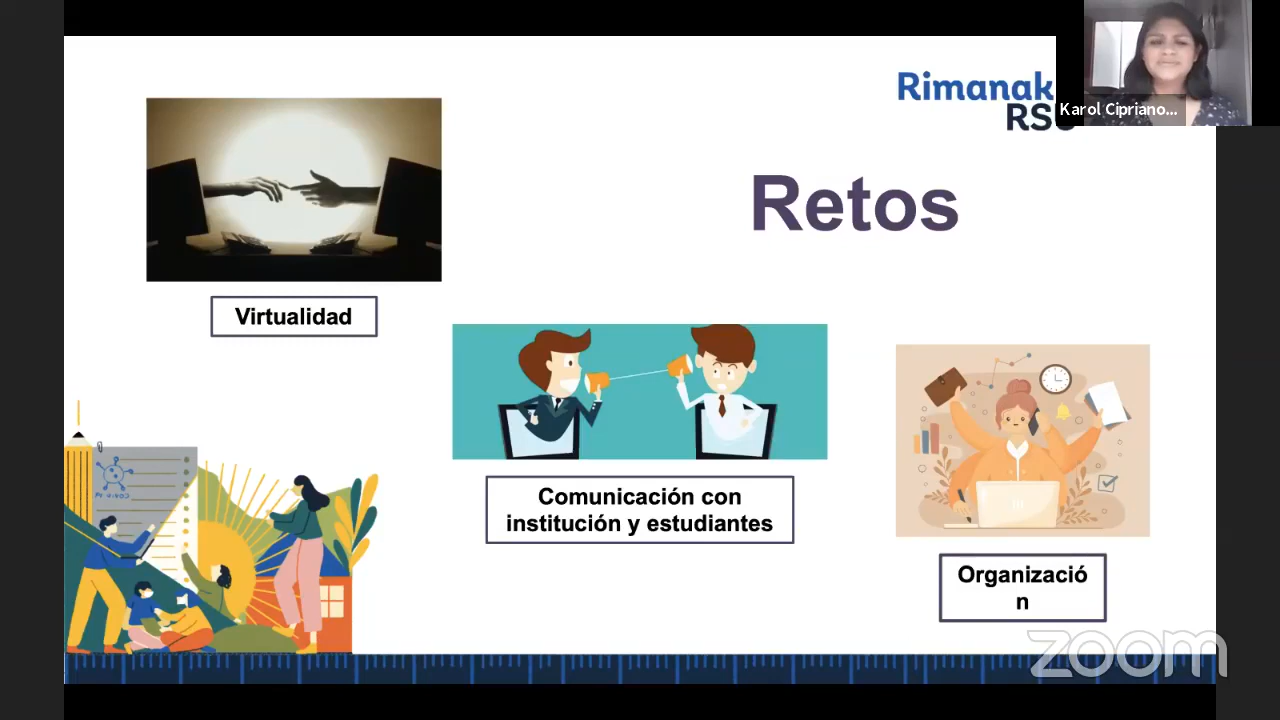 Rimanak
RSU
Karol Cipriano...
Retos
Virtualidad
Comunicación con
institución y estudiantes
Organizació
n
zoom